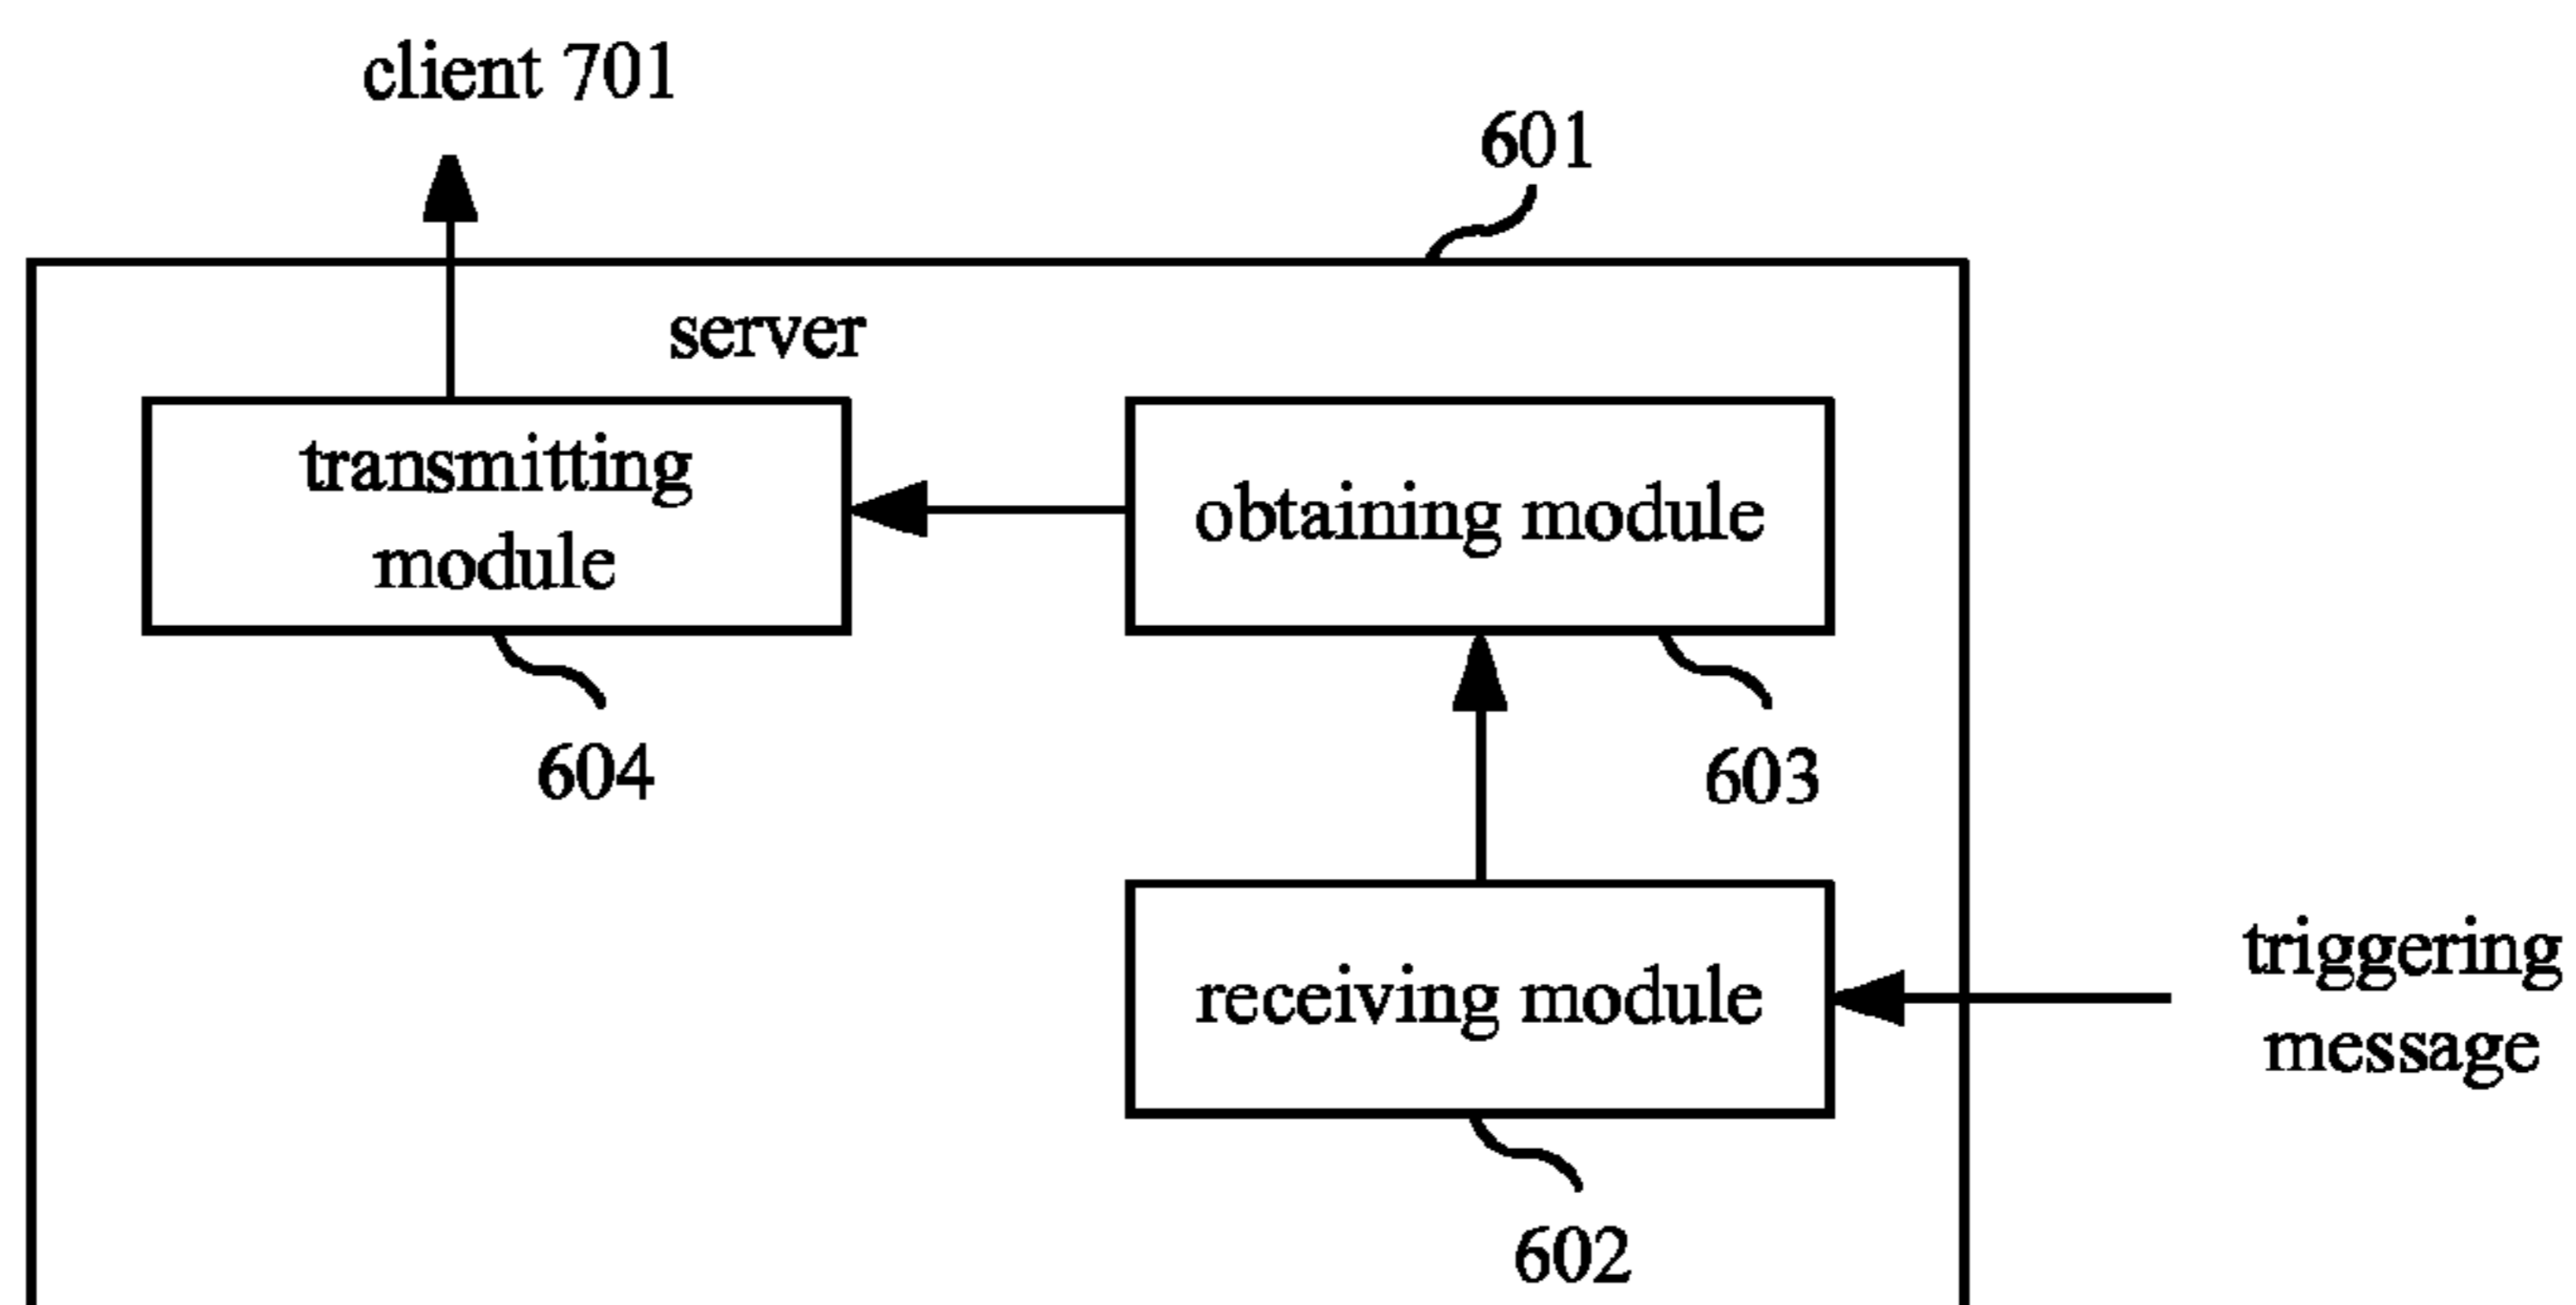 client 701
601
server
transmitting
module
obtaining module
604
603
receiving module
triggering
message
602